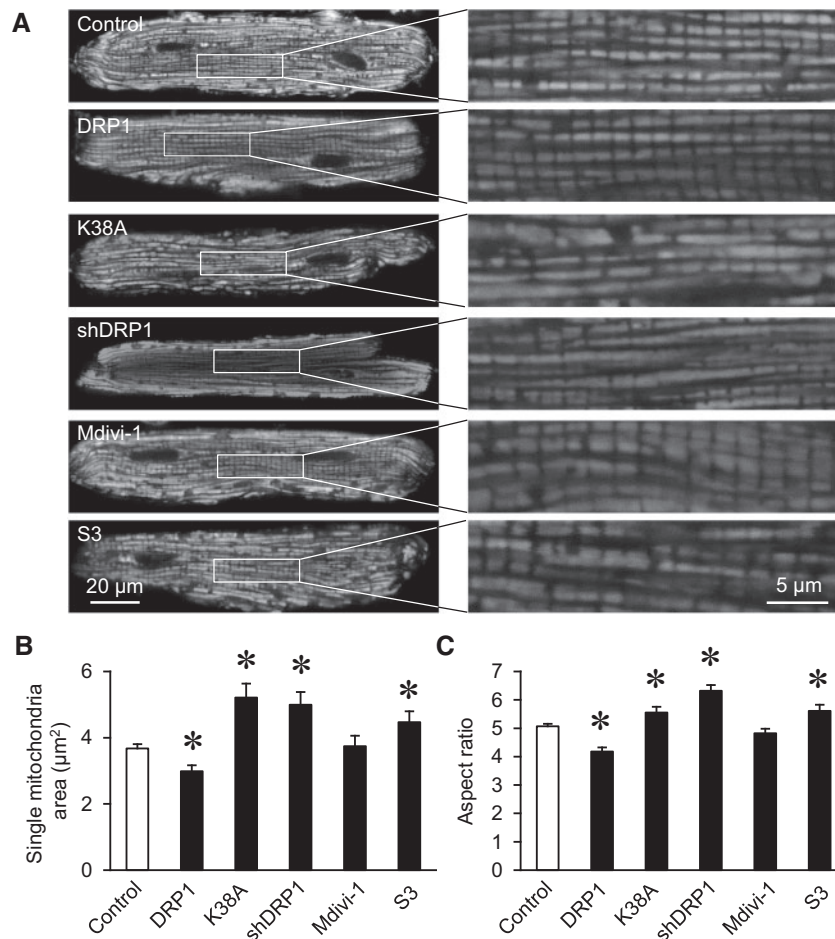 A
Control
DRP1
K38A
shDRP1
Mdivi-1
S3
20 μm
5 μm
B
Single mitochondria
area (μm²)
6
4
2
0
*
*
*
*
Control
DRP1
K38A
shDRP1
Mdivi-1
S3
C
Aspect ratio
7
6
5
4
3
2
1
0
*
*
*
*
Control
DRP1
K38A
shDRP1
Mdivi-1
S3